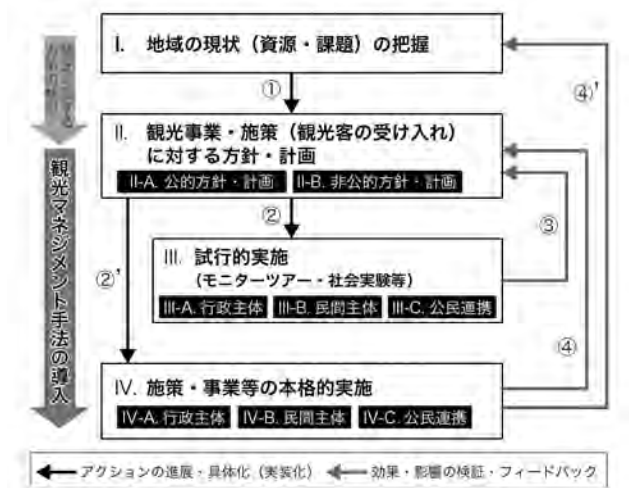 I. 地域の現状（資源・課題）の把握
①
④'
II. 観光事業・施策（観光客の受け入れ）
に対する方針・計画
II-A. 公的方針・計画
II-B. 非公的方針・計画
②
③
②'
III. 試行的実施
(モニターツアー・社会実験等)
III-A. 行政主体
III-B. 民間主体
III-C. 公民連携
④
IV. 施策・事業等の本格的実施
IV-A. 行政主体
IV-B. 民間主体
IV-C. 公民連携
観光マネジメント手法の導入
アクションの進展・具体化（実装化）
効果・影響の検証・フィードバック